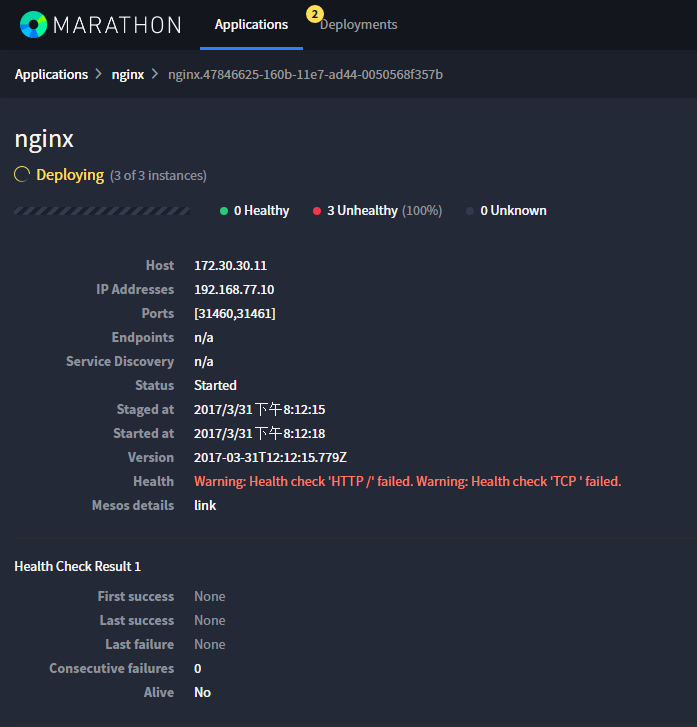 MARATHON Applications 2 Deployments
Applications > nginx > nginx.47846625-160b-11e7-ad44-0050568f357b
nginx
Deploying (3 of 3 instances)
0 Healthy 3 Unhealthy (100%) 0 Unknown
Host 172.30.30.11
IP Addresses 192.168.77.10
Ports [31460,31461]
Endpoints n/a
Service Discovery n/a
Status Started
Staged at 2017/3/31 下午8:12:15
Started at 2017/3/31 下午8:12:18
Version 2017-03-31T12:12:15.779Z
Health Warning: Health check 'HTTP /' failed. Warning: Health check 'TCP ' failed.
Mesos details link
Health Check Result 1
First success None
Last success None
Last failure None
Consecutive failures 0
Alive No